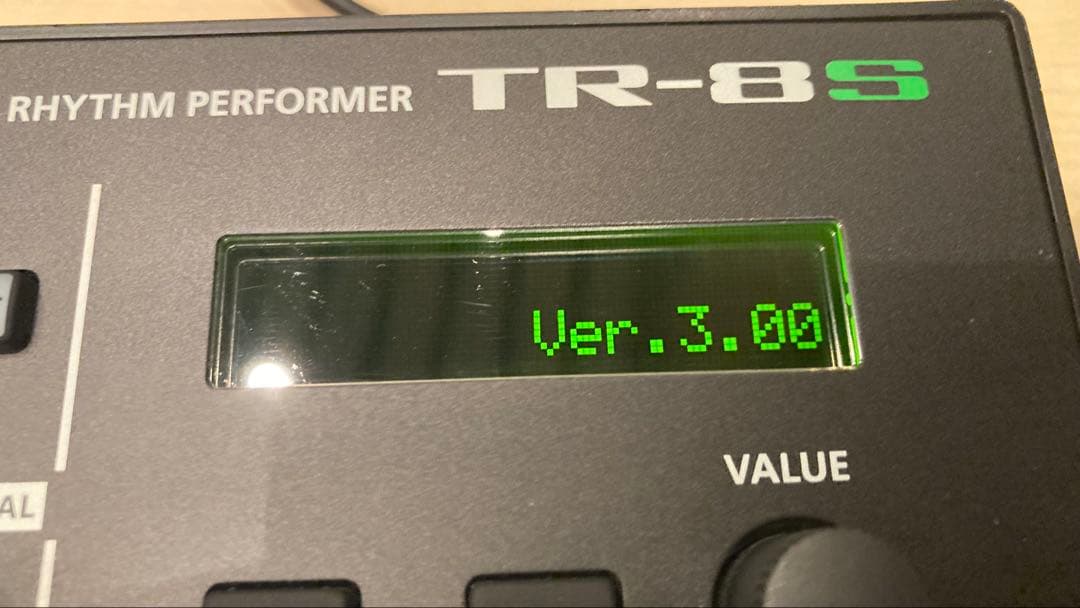 RHYTHM PERFORMER TR-8S
Ver.3.00
VALUE
AL